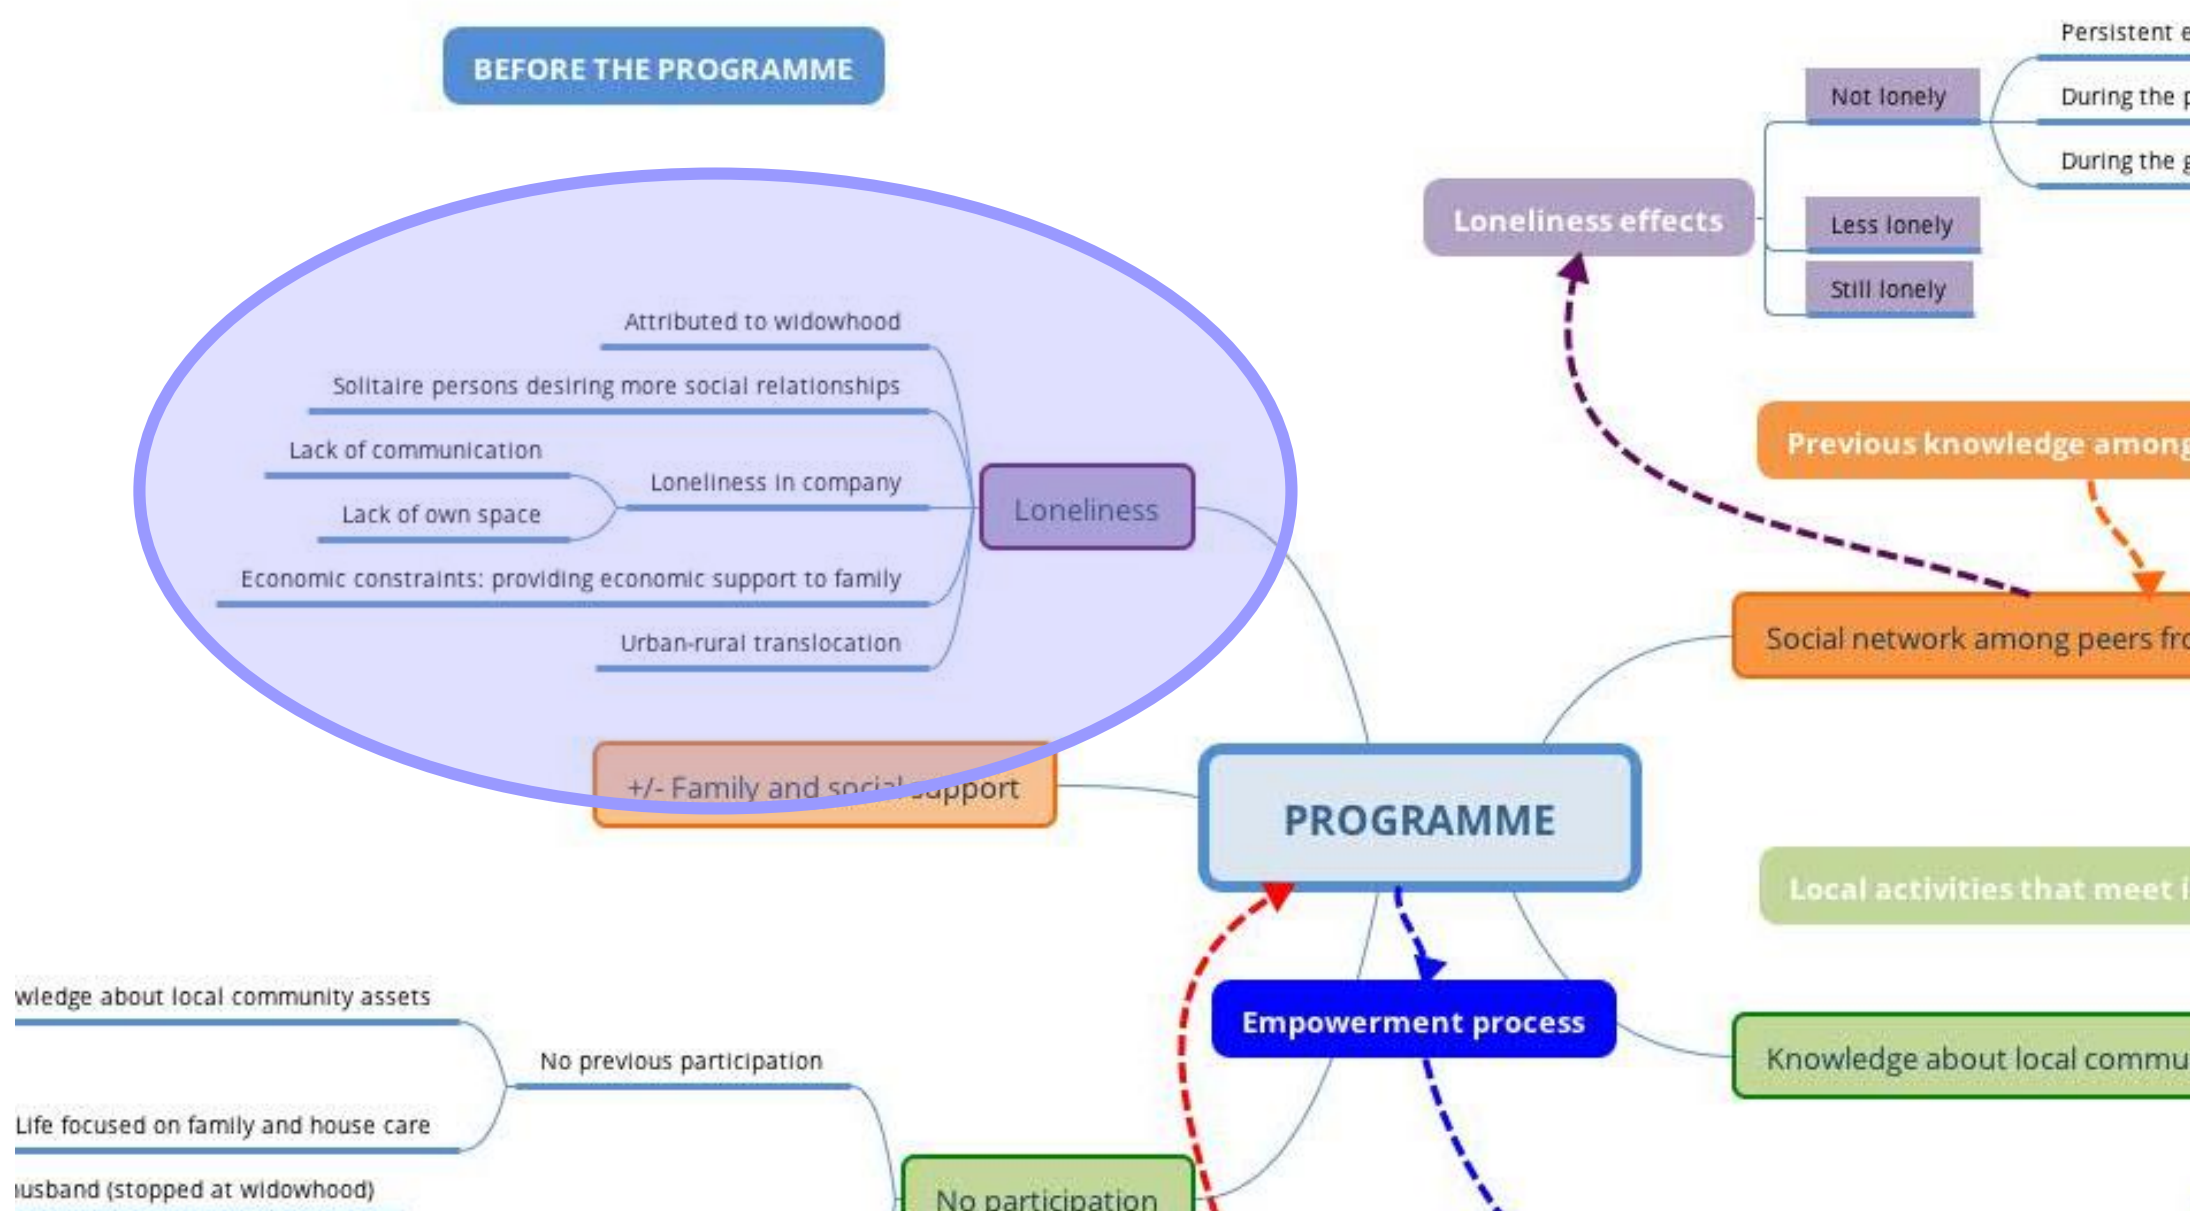 BEFORE THE PROGRAMME
Attributed to widowhood
Solitaire persons desiring more social relationships
Lack of communication
Loneliness in company
Lack of own space
Loneliness
Economic constraints: providing economic support to family
Urban-rural translocation
+/- Family and social support
Persistent
Not lonely
During the
During the
Loneliness effects
Less lonely
Still lonely
Previous knowledge among
Social network among peers
PROGRAMME
Local activities that meet
Empowerment process
Knowledge about local
about local community assets
No previous participation
Life focused on family and house care
(stopped at widowhood)
No participation